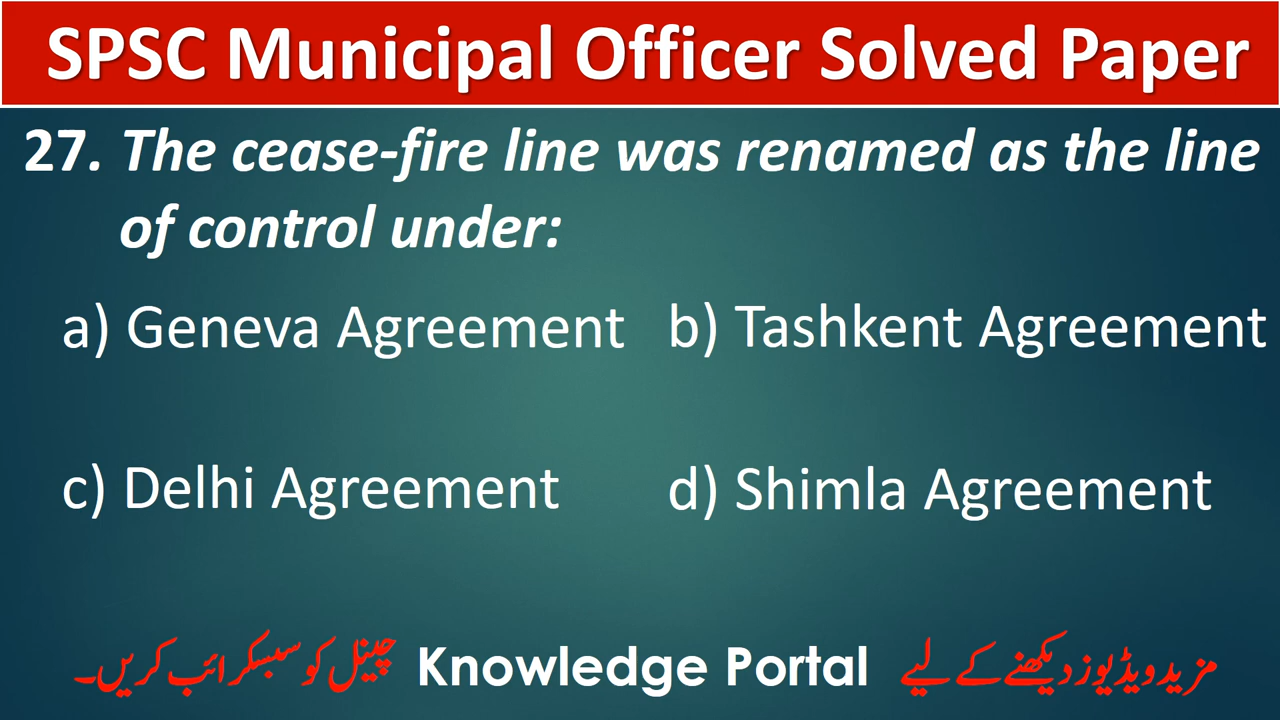 SPSC Municipal Officer Solved Paper
27. The cease-fire line was renamed as the line
of control under:
a) Geneva Agreement b) Tashkent Agreement
c) Delhi Agreement d) Shimla Agreement
مزید ویڈیوز دیکھنے کے لیے Knowledge Portal چینل کو سبسکرائب کریں۔